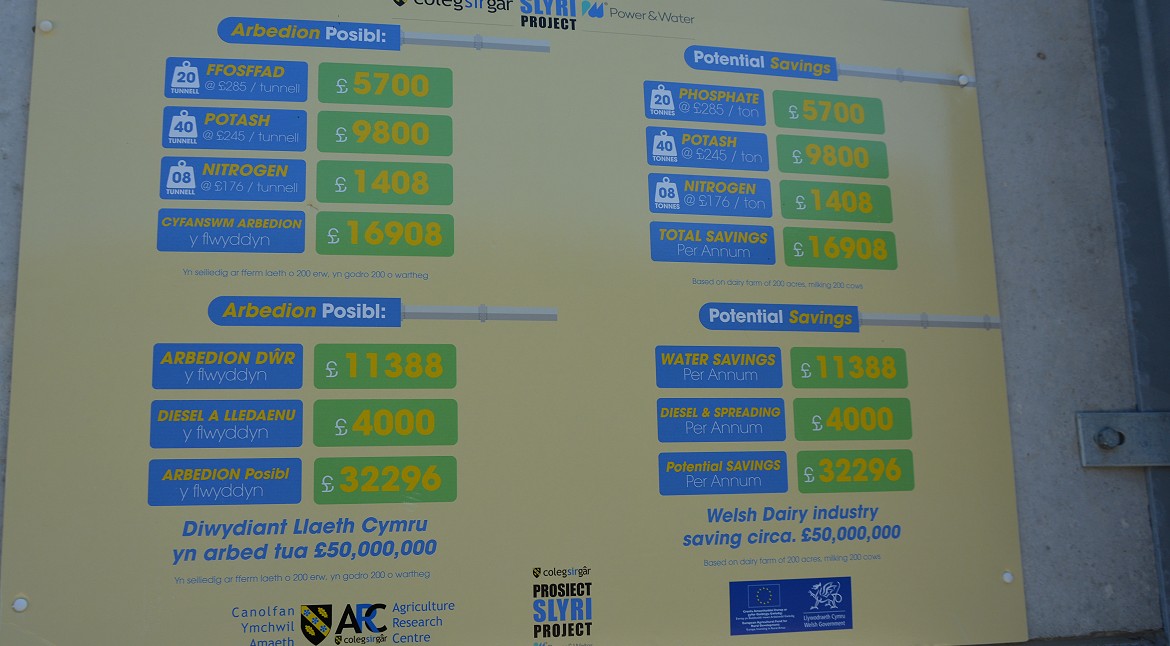 colegsirgâr
SLYRI
PROJECT
Power & Water
Arbedion Posibl:
20
TUNNELL
FFOSFFAD
@ £285 / tunnell
£ 5700
40
TUNNELL
POTASH
@ £245 / tunnell
£ 9800
08
TUNNELL
NITROGEN
@ £176 / tunnell
£ 1408
CYFANSWM ARBEDION
y flwyddyn
£ 16908
Yn seiliedig ar fferm laeth o 200 erw, yn godro 200 o wartheg
Arbedion Posibl:
ARBEDION DŴR
y flwyddyn
£ 11388
DIESEL A LLEDAENU
y flwyddyn
£ 4000
ARBEDION Posibl
y flwyddyn
£ 32296
Diwydiant Llaeth Cymru
yn arbed tua £50,000,000
Yn seiliedig ar fferm laeth o 200 erw, yn godro 200 o wartheg
Potential Savings
20
TONNES
PHOSPHATE
@ £285 / ton
£ 5700
40
TONNES
POTASH
@ £245 / ton
£ 9800
08
TONNES
NITROGEN
@ £176 / ton
£ 1408
TOTAL SAVINGS
Per Annum
£ 16908
Based on dairy farm of 200 acres, milking 200 cows
Potential Savings
WATER SAVINGS
Per Annum
£ 11388
DIESEL & SPREADING
Per Annum
£ 4000
Potential SAVINGS
Per Annum
£ 32296
Welsh Dairy industry
saving circa. £50,000,000
Based on dairy farm of 200 acres, milking 200 cows
Canolfan
Ymchwil
Amaeth
ARC
colegsirgâr
Agriculture
Research
Centre
colegsirgâr
PROSIECT
SLYRI
PROJECT
Llywodraeth Cymru
Welsh Government